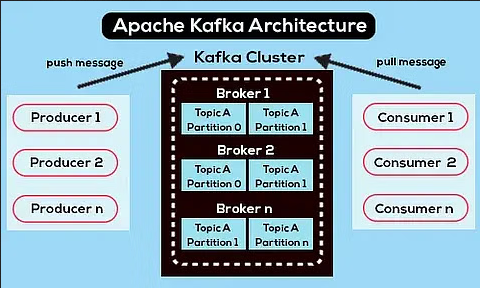 Apache Kafka Architecture
push message
Kafka Cluster
pull message
Producer 1
Producer 2
Producer n
Broker 1
Topic A
Partition 0
Topic A
Partition 1
Broker 2
Topic A
Partition 0
Topic A
Partition 1
Broker n
Topic A
Partition 1
Topic A
Partition n
Consumer 1
Consumer 2
Consumer n